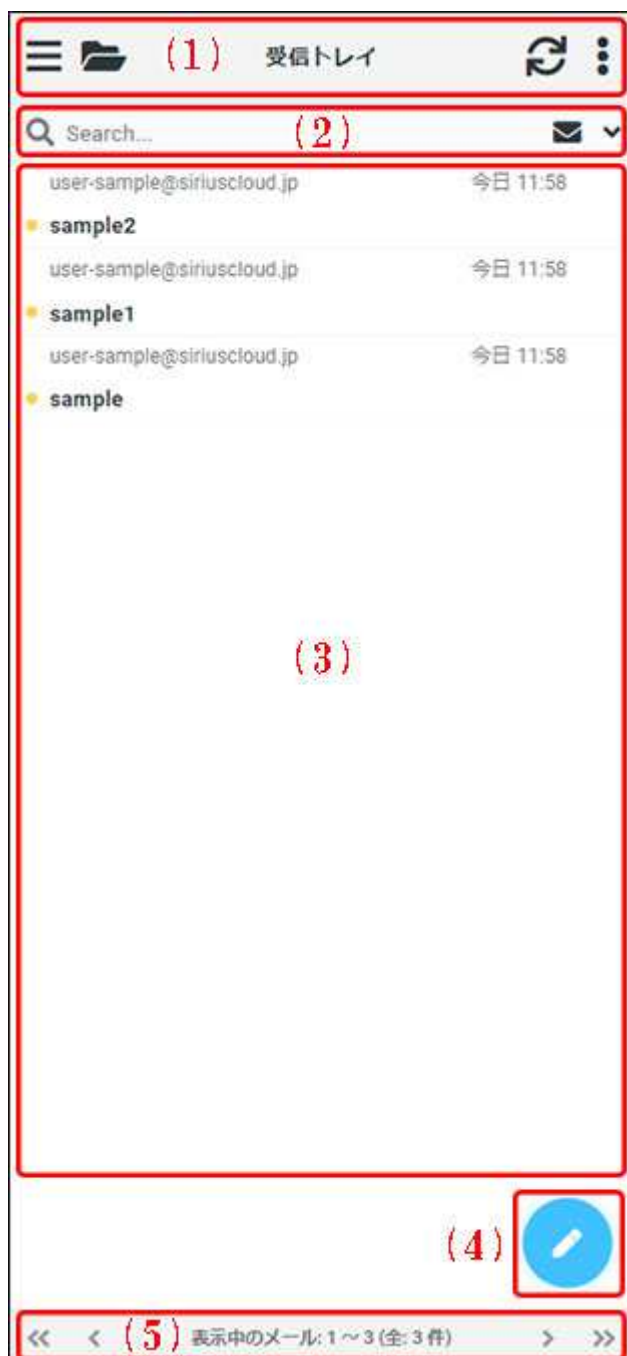 (1) 受信トレイ
Search... (2)
user-sample@siriuscloud.jp 今日 11:58
sample2
user-sample@siriuscloud.jp 今日 11:58
sample1
user-sample@siriuscloud.jp 今日 11:58
sample
(3)
(4)
(5) 表示中のメール: 1 ～ 3 (全: 3 件)